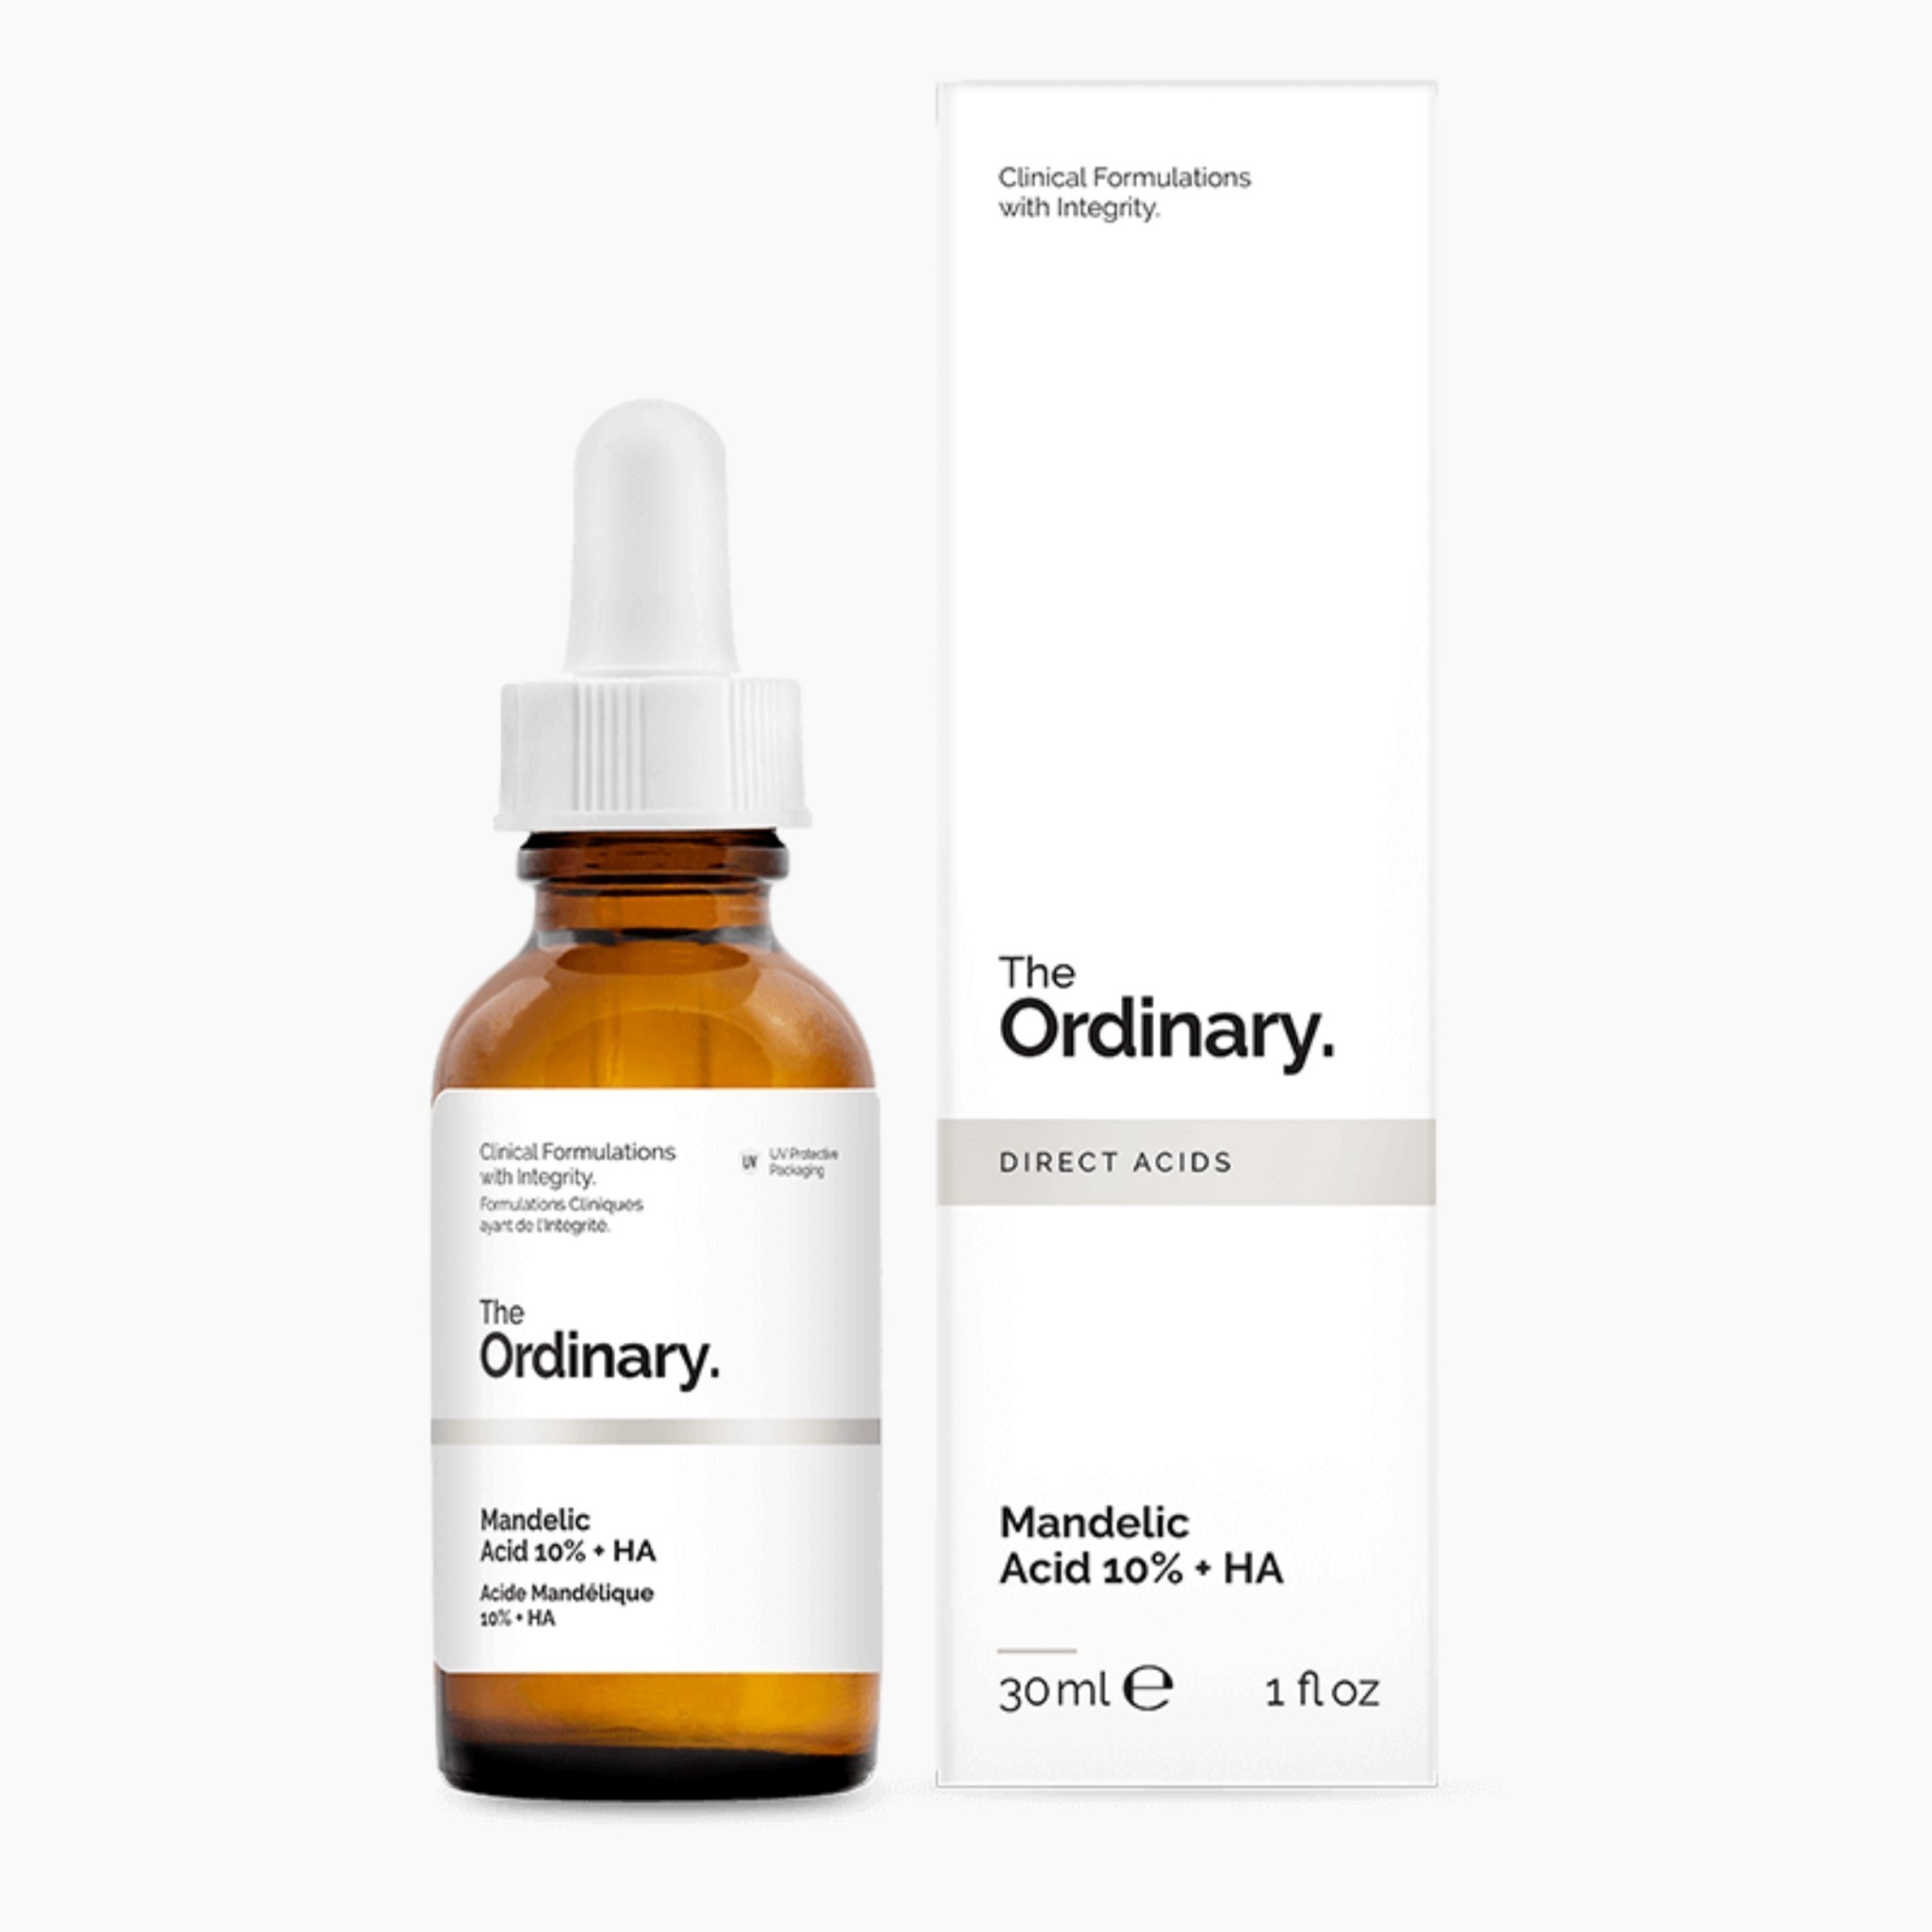 Clinical Formulations
with Integrity.
Formulations Cliniques
ayant de l'Intégrité.
UV
UV Protective
Packaging
The
Ordinary.
Mandelic
Acid 10% + HA
Acide Mandélique
10% + HA
Clinical Formulations
with Integrity.
The
Ordinary.
DIRECT ACIDS
Mandelic
Acid 10% + HA
30 ml ℮ 1 fl oz